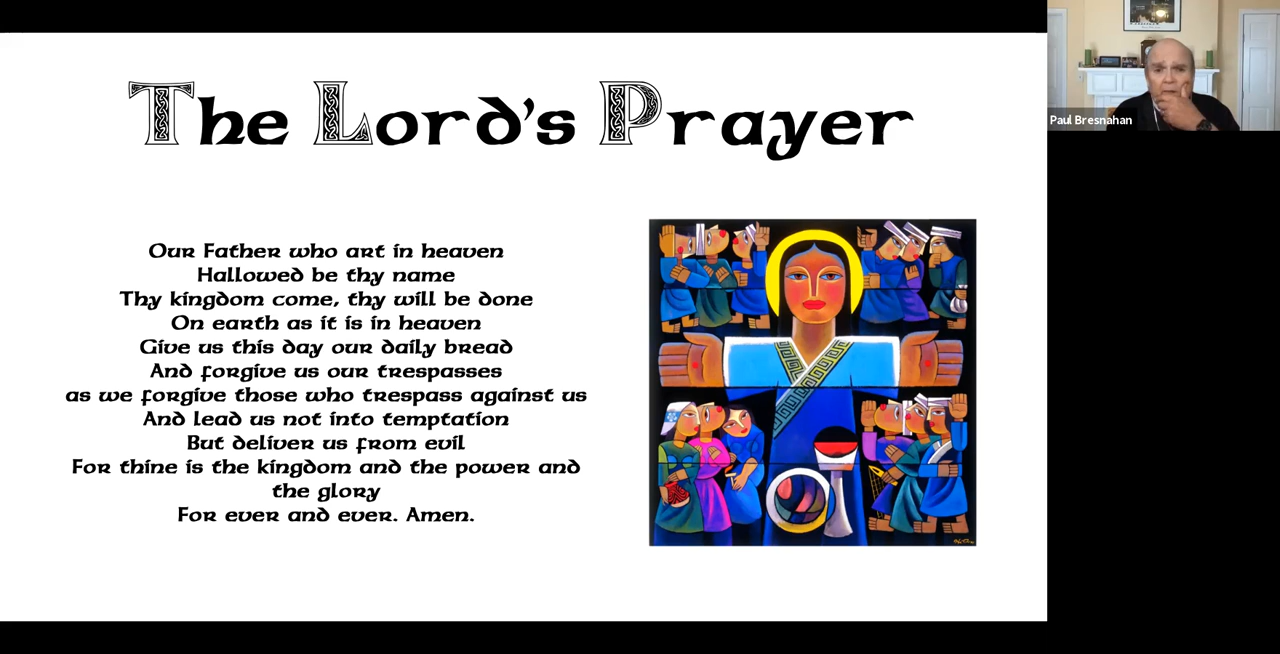 The Lord's Prayer
Our Father who art in heaven
Hallowed be thy name
Thy kingdom come, thy will be done
On earth as it is in heaven
Give us this day our daily bread
And forgive us our trespasses
as we forgive those who trespass against us
And lead us not into temptation
But deliver us from evil
For thine is the kingdom and the power and
the glory
For ever and ever. Amen.
Paul Bresnahan